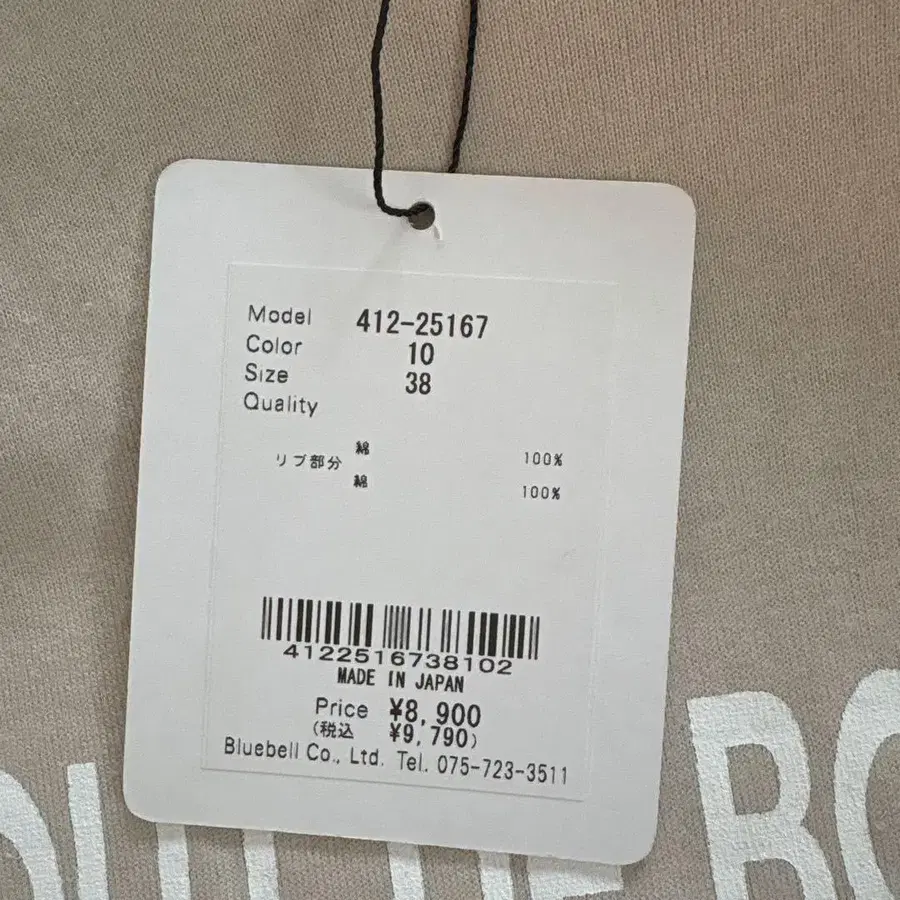 Model 412-25167
Color 10
Size 38
Quality
綿 100%
リブ部分
綿 100%
4122516738102
MADE IN JAPAN
Price ¥8,900
(税込 ¥9,790)
Bluebell Co., Ltd. Tel. 075-723-3511